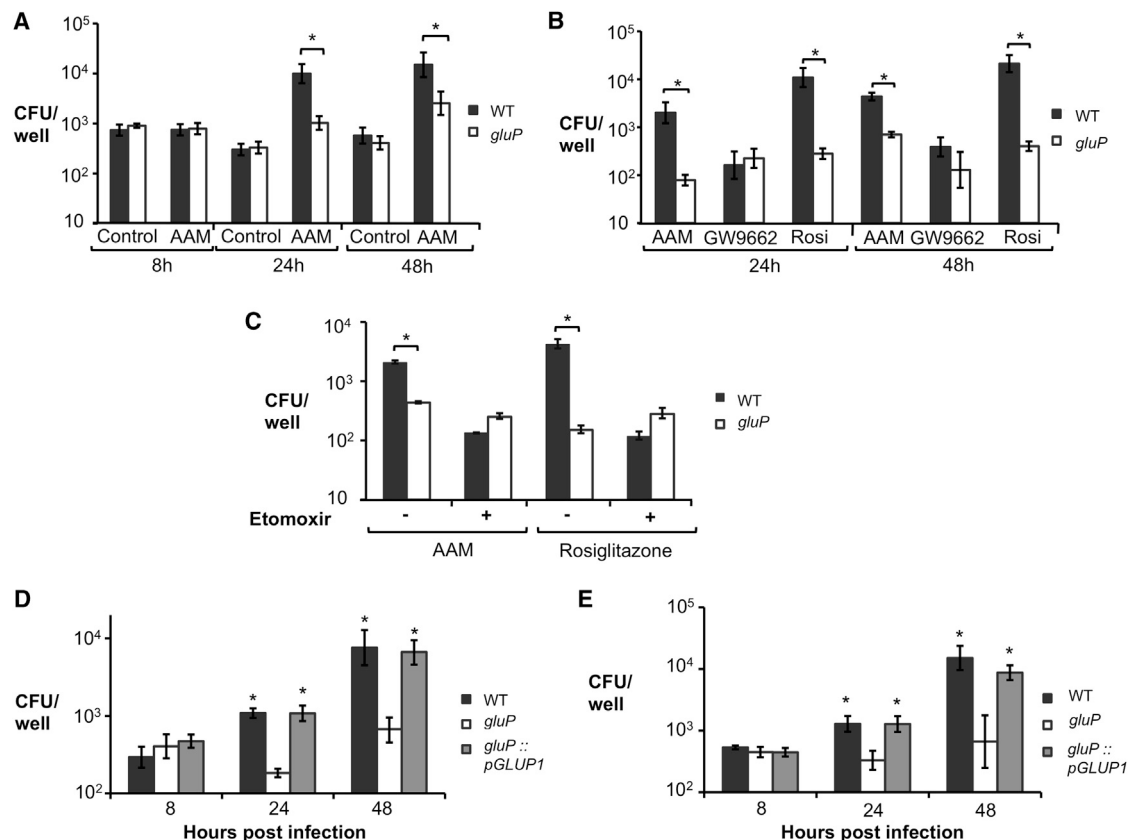 A
10⁵
10⁴
10³
10²
10
CFU/
well
*
*
WT
gluP
Control AAM Control AAM Control AAM
8h 24h 48h
B
10⁵
10⁴
10³
10²
10
CFU/
well
*
*
*
*
WT
gluP
AAM GW9662 Rosi AAM GW9662 Rosi
24h 48h
C
10⁴
10³
10²
10
CFU/
well
*
*
WT
gluP
Etomoxir - + - +
AAM Rosiglitazone
D
10⁴
10³
10²
CFU/
well
*
*
*
*
WT
gluP
gluP ::
pGLUP1
8 24 48
Hours post infection
E
10⁵
10⁴
10³
10²
CFU/
well
*
*
*
*
WT
gluP
gluP ::
pGLUP1
8 24 48
Hours post infection